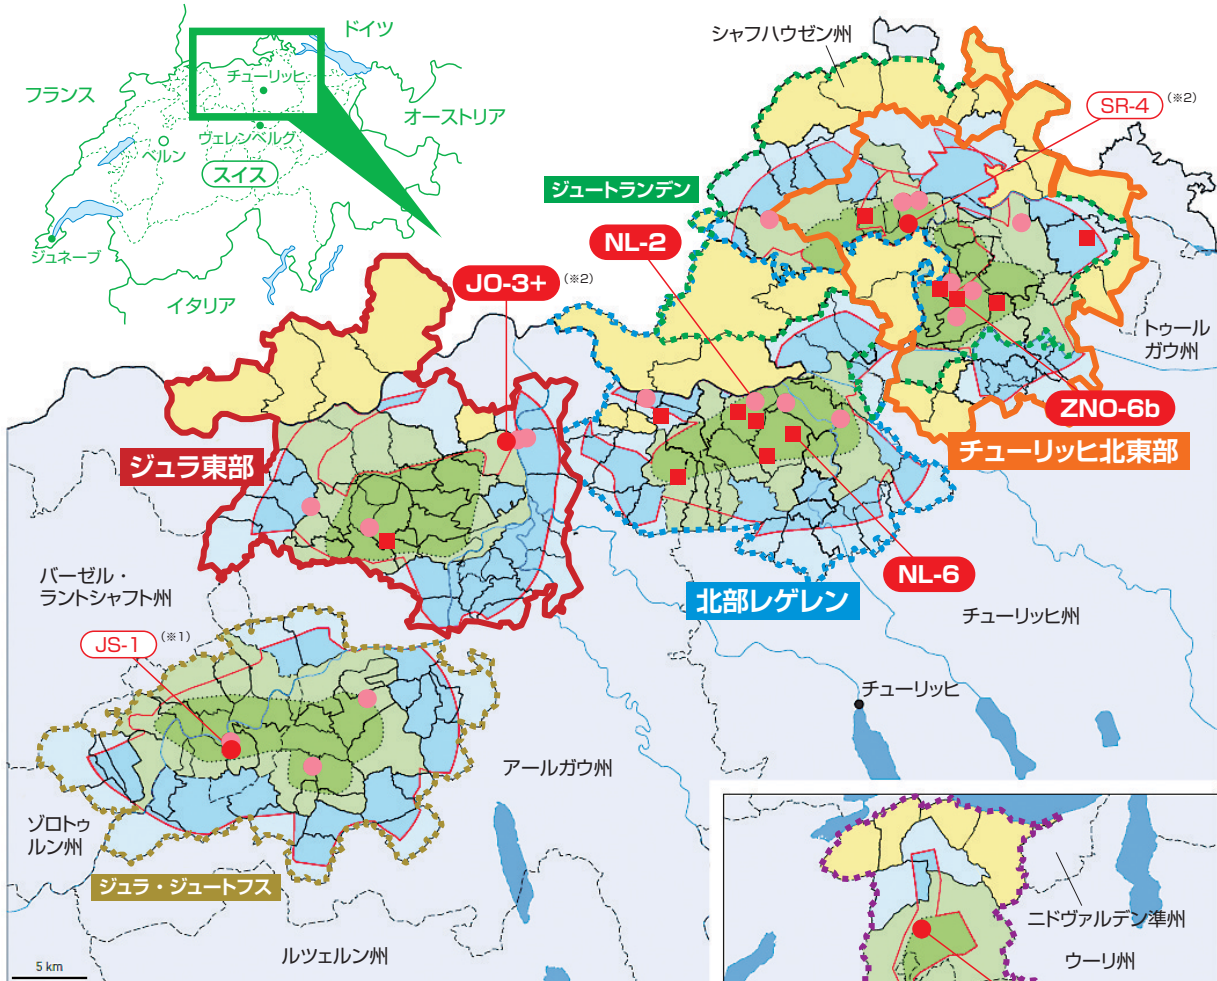 ドイツ
フランス
チューリッヒ
オーストリア
ヴェレンベルグ
ベルン
スイス
ジュネーブ
イタリア
シャフハウゼン州
SR-4 (※2)
ジュートランデン
NL-2
JO-3+ (※2)
トゥール
ガウ州
ZNO-6b
チューリッヒ北東部
ジュラ東部
NL-6
北部レゲレン
バーゼル・
ラントシャフト州
チューリッヒ州
JS-1 (※1)
チューリッヒ
アールガウ州
ゾロトゥ
ルン州
ジュラ・ジュートフス
ニドヴァルデン準州
ルツェルン州
ウーリ州
5 km